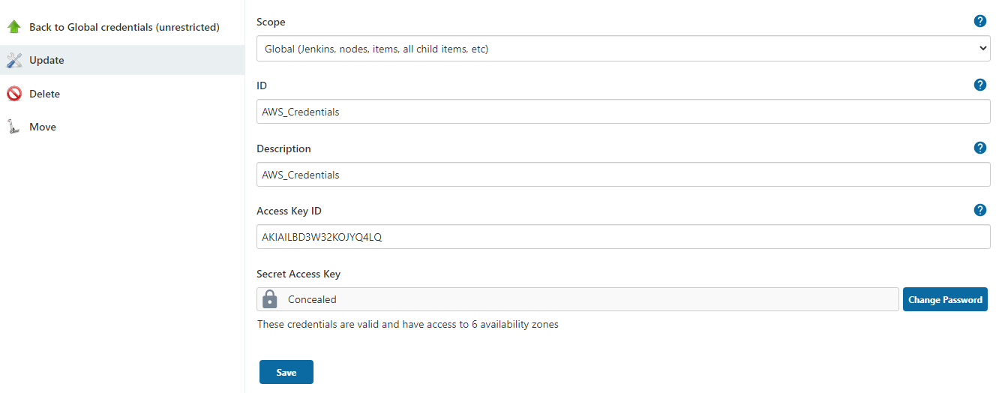 Back to Global credentials (unrestricted)
Update
Delete
Move
Scope
?
Global (Jenkins, nodes, items, all child items, etc)
ID
?
AWS_Credentials
Description
?
AWS_Credentials
Access Key ID
?
AKIAILBD3W32KOJYQ4LQ
Secret Access Key
Concealed
Change Password
These credentials are valid and have access to 6 availability zones
Save